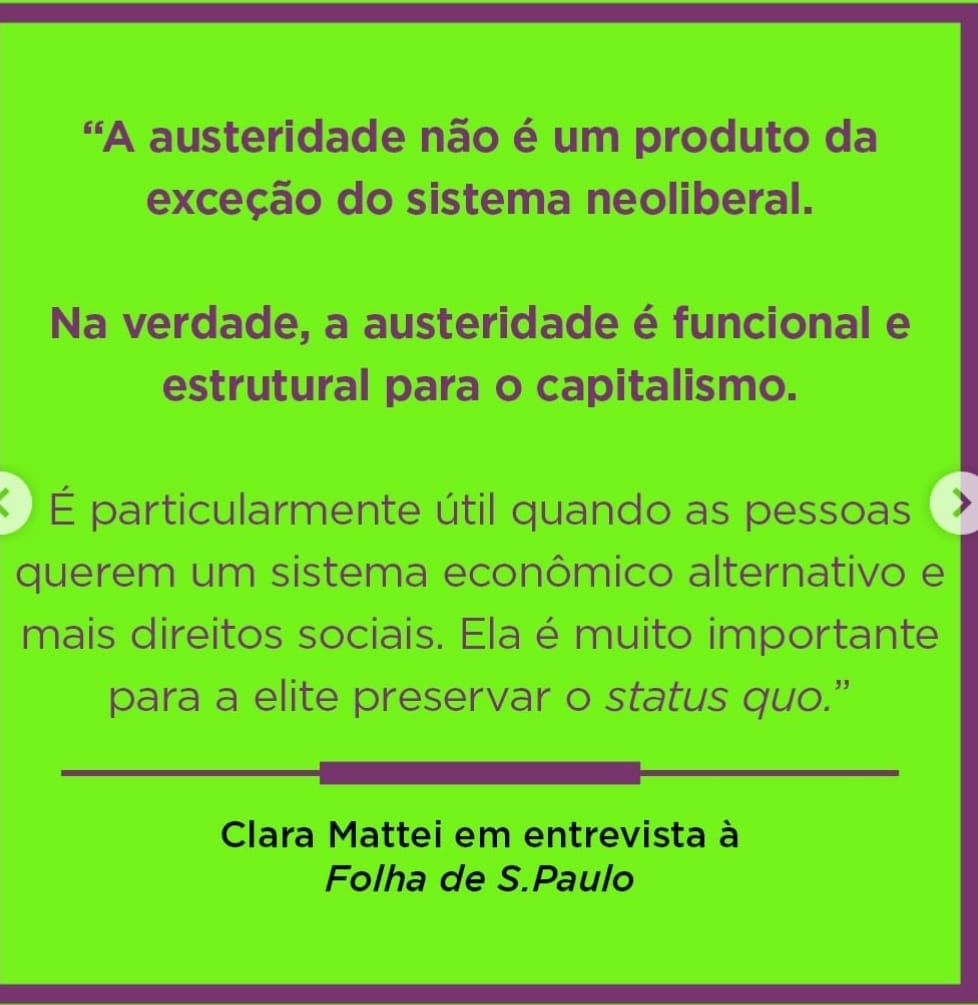 “A austeridade não é um produto da
exceção do sistema neoliberal.
Na verdade, a austeridade é funcional e
estrutural para o capitalismo.
É particularmente útil quando as pessoas
querem um sistema econômico alternativo e
mais direitos sociais. Ela é muito importante
para a elite preservar o status quo.”
Clara Mattei em entrevista à
Folha de S.Paulo